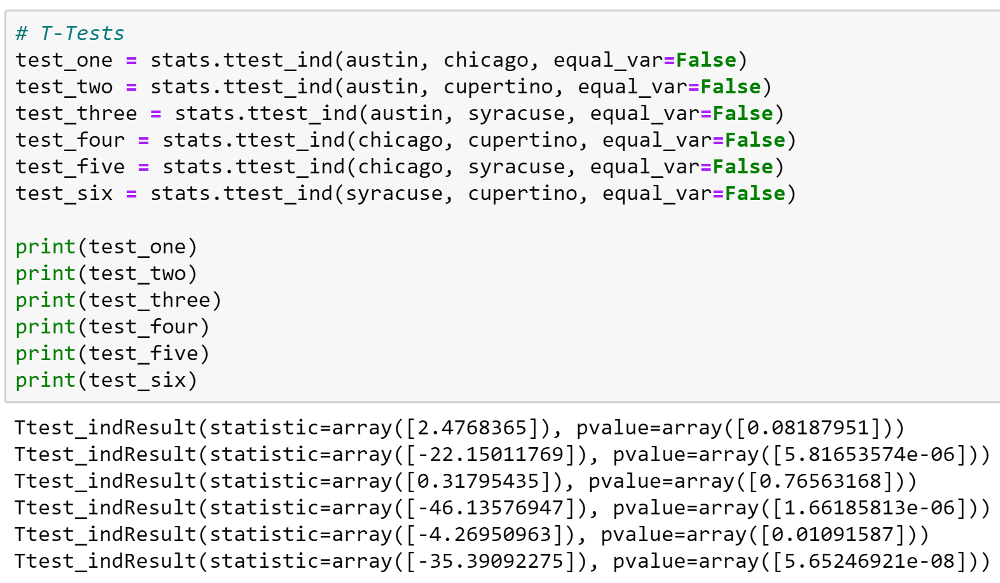 # T-Tests
test_one = stats.ttest_ind(austin, chicago, equal_var=False)
test_two = stats.ttest_ind(austin, cupertino, equal_var=False)
test_three = stats.ttest_ind(austin, syracuse, equal_var=False)
test_four = stats.ttest_ind(chicago, cupertino, equal_var=False)
test_five = stats.ttest_ind(chicago, syracuse, equal_var=False)
test_six = stats.ttest_ind(syracuse, cupertino, equal_var=False)
print(test_one)
print(test_two)
print(test_three)
print(test_four)
print(test_five)
print(test_six)
Ttest_indResult(statistic=array([2.4768365]), pvalue=array([0.08187951]))
Ttest_indResult(statistic=array([-22.15011769]), pvalue=array([5.81653574e-06]))
Ttest_indResult(statistic=array([0.31795435]), pvalue=array([0.76563168]))
Ttest_indResult(statistic=array([-46.13576947]), pvalue=array([1.66185813e-06]))
Ttest_indResult(statistic=array([-4.26950963]), pvalue=array([0.01091587]))
Ttest_indResult(statistic=array([-35.39092275]), pvalue=array([5.65246921e-08]))